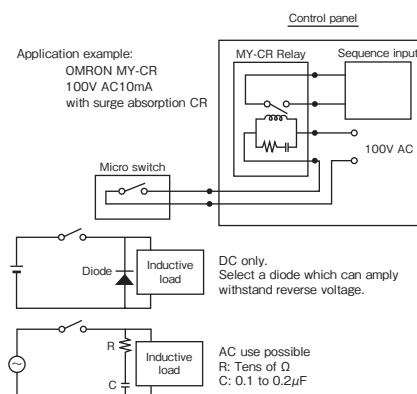 Control panel
Application example:
OMRON MY-CR
100V AC10mA
with surge absorption CR
MY-CR Relay
Sequence input
100V AC
Micro switch
Diode
Inductive
load
DC only.
Select a diode which can amply
withstand reverse voltage.
R
C
Inductive
load
AC use possible
R: Tens of Ω
C: 0.1 to 0.2μF